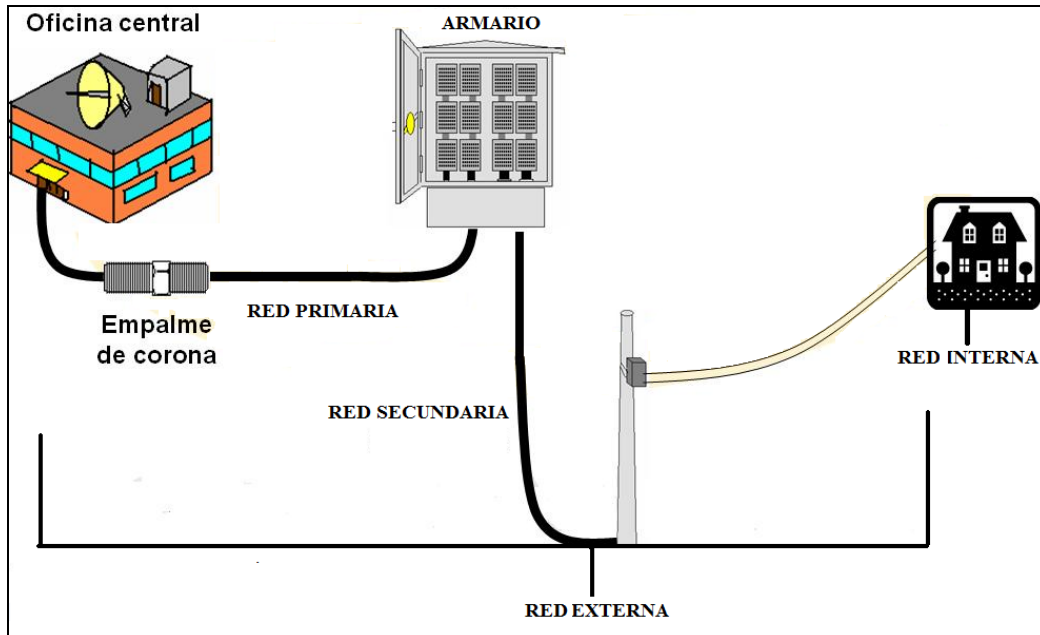 Oficina central
ARMARIO
RED PRIMARIA
Empalme
de corona
RED INTERNA
RED SECUNDARIA
RED EXTERNA